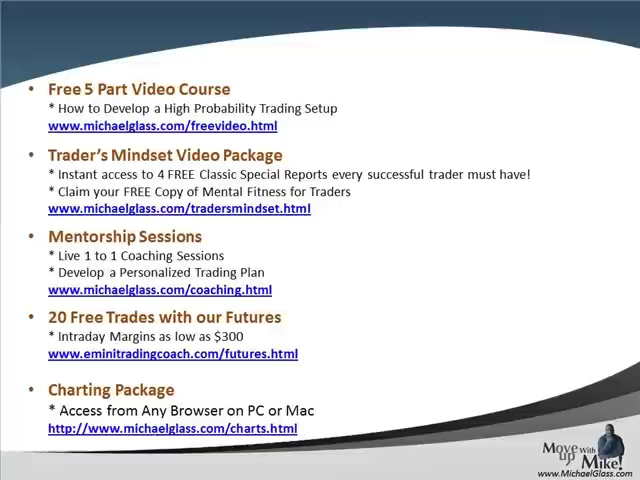 • Free 5 Part Video Course
* How to Develop a High Probability Trading Setup
www.michaelglass.com/freevideo.html
• Trader's Mindset Video Package
* Instant access to 4 FREE Classic Special Reports every successful trader must have!
* Claim your FREE Copy of Mental Fitness for Traders
www.michaelglass.com/tradersmindset.html
• Mentorship Sessions
* Live 1 to 1 Coaching Sessions
* Develop a Personalized Trading Plan
www.michaelglass.com/coaching.html
• 20 Free Trades with our Futures
* Intraday Margins as low as $300
www.eminitradingcoach.com/futures.html
• Charting Package
* Access from Any Browser on PC or Mac
http://www.michaelglass.com/charts.html
Move up With Mike!
www.MichaelGlass.com